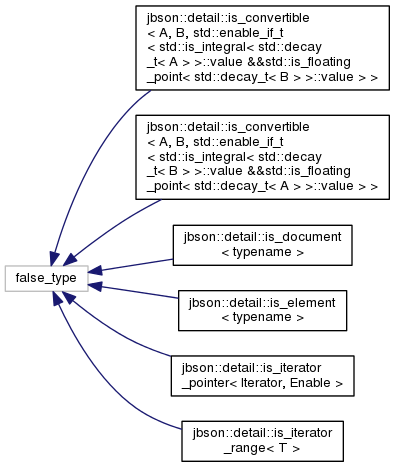 jbson::detail::is_convertible
< A, B, std::enable_if_t
< std::is_integral< std::decay
_t< A > >::value &&std::is_floating
_point< std::decay_t< B > >::value > >
jbson::detail::is_convertible
< A, B, std::enable_if_t
< std::is_integral< std::decay
_t< B > >::value &&std::is_floating
_point< std::decay_t< A > >::value > >
jbson::detail::is_document
< typename >
false_type
jbson::detail::is_element
< typename >
jbson::detail::is_iterator
_pointer< Iterator, Enable >
jbson::detail::is_iterator
_range< T >